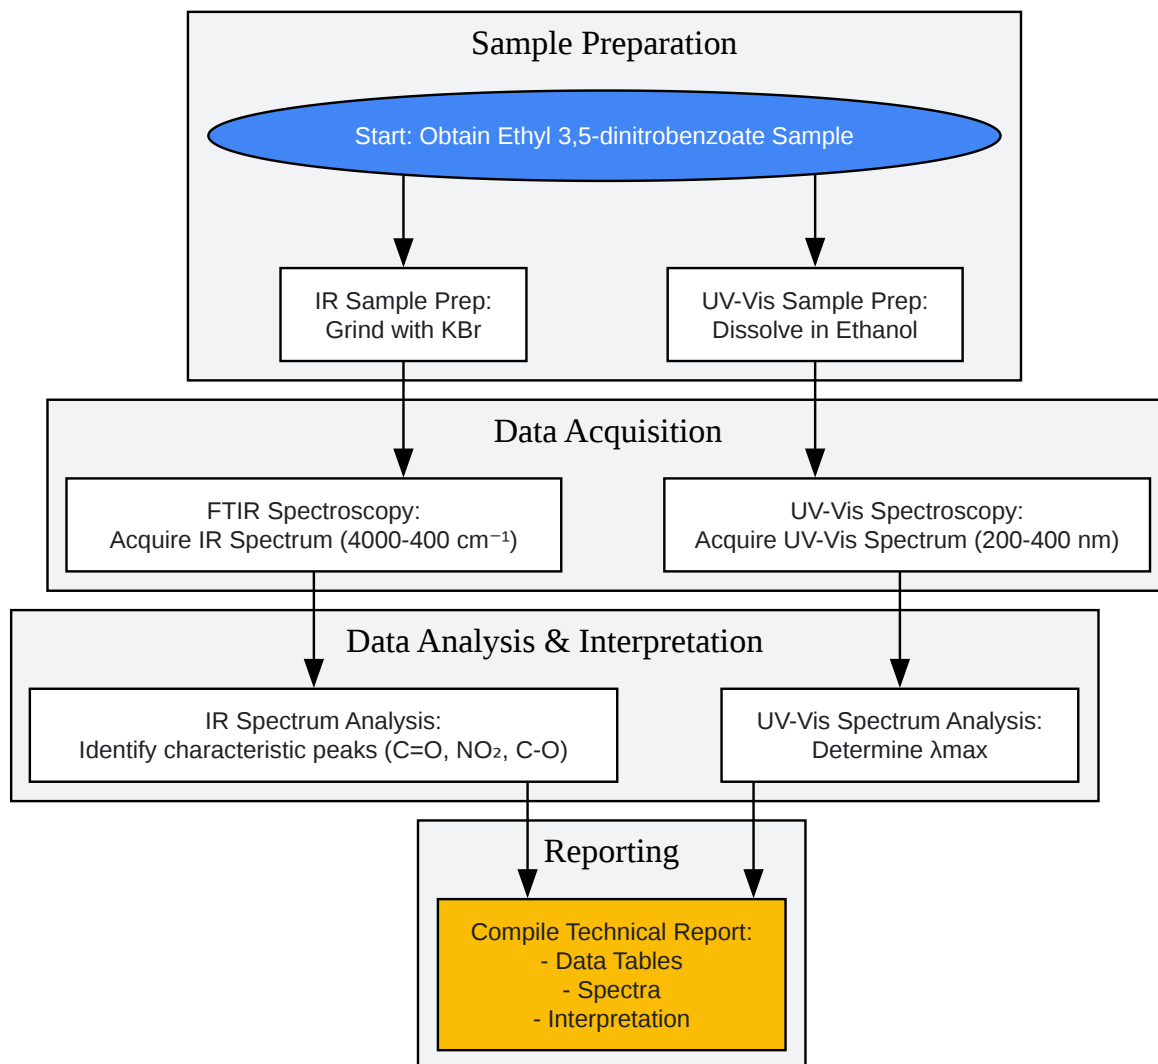 Sample Preparation
Start: Obtain Ethyl 3,5-dinitrobenzoate Sample
IR Sample Prep:
Grind with KBr
UV-Vis Sample Prep:
Dissolve in Ethanol
Data Acquisition
FTIR Spectroscopy:
Acquire IR Spectrum (4000-400 cm⁻¹)
UV-Vis Spectroscopy:
Acquire UV-Vis Spectrum (200-400 nm)
Data Analysis & Interpretation
IR Spectrum Analysis:
Identify characteristic peaks (C=O, NO₂, C-O)
UV-Vis Spectrum Analysis:
Determine λmax
Reporting
Compile Technical Report:
- Data Tables
- Spectra
- Interpretation